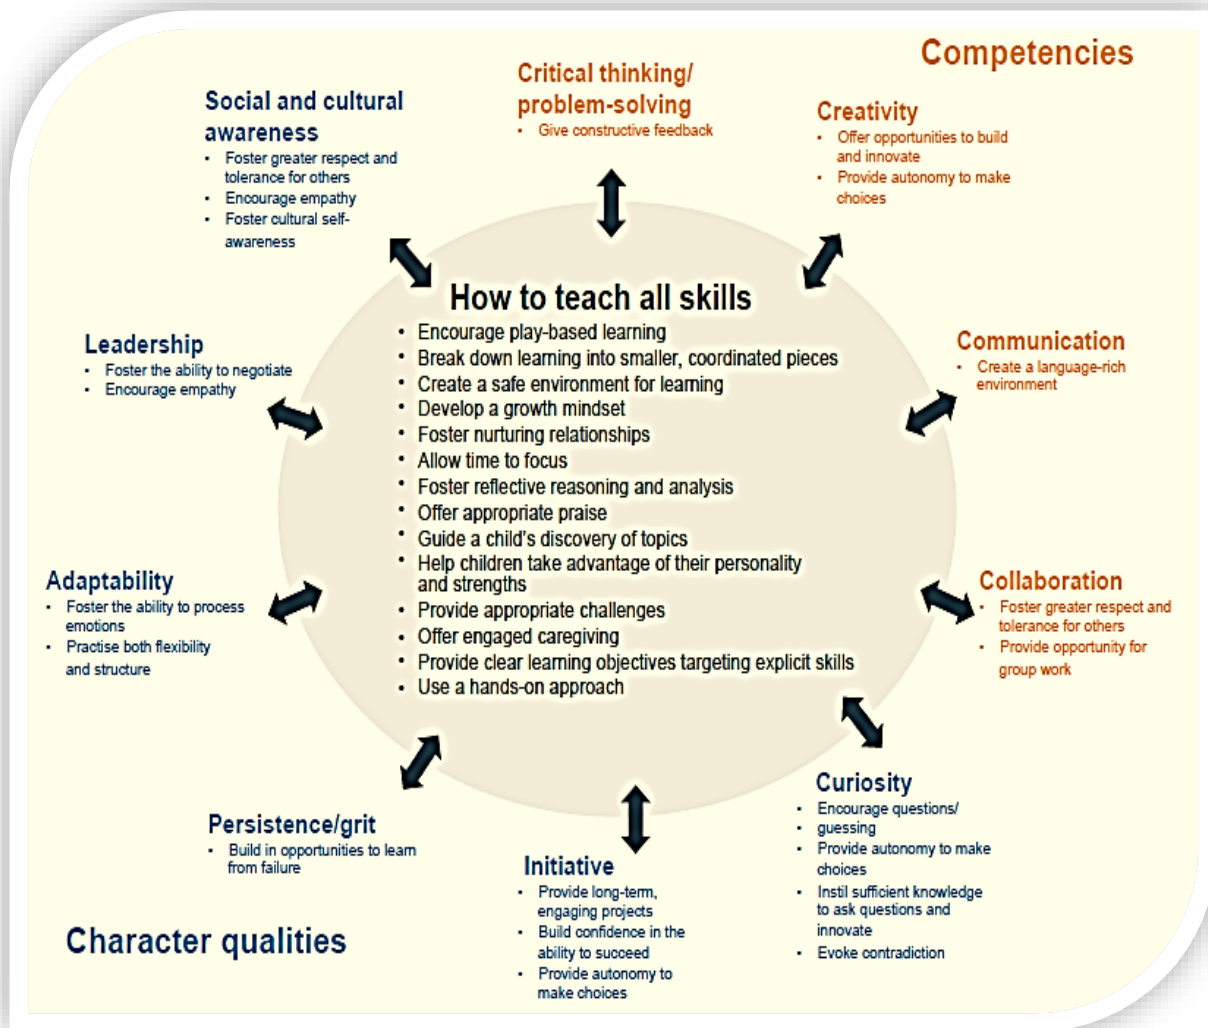 Competencies
Critical thinking/
problem-solving
• Give constructive feedback
Creativity
• Offer opportunities to build
and innovate
• Provide autonomy to make
choices
Communication
• Create a language-rich
environment
Collaboration
• Foster greater respect and
tolerance for others
• Provide opportunity for
group work
Curiosity
• Encourage questions/
• guessing
• Provide autonomy to make
choices
• Instil sufficient knowledge
to ask questions and
innovate
• Evoke contradiction
Initiative
• Provide long-term,
engaging projects
• Build confidence in the
ability to succeed
• Provide autonomy to
make choices
Persistence/grit
• Build in opportunities to learn
from failure
Adaptability
• Foster the ability to process
emotions
• Practise both flexibility
and structure
Leadership
• Foster the ability to negotiate
• Encourage empathy
Social and cultural
awareness
• Foster greater respect and
tolerance for others
• Encourage empathy
• Foster cultural self-
awareness
Character qualities
How to teach all skills
• Encourage play-based learning
• Break down learning into smaller, coordinated pieces
• Create a safe environment for learning
• Develop a growth mindset
• Foster nurturing relationships
• Allow time to focus
• Foster reflective reasoning and analysis
• Offer appropriate praise
• Guide a child's discovery of topics
• Help children take advantage of their personality
and strengths
• Provide appropriate challenges
• Offer engaged caregiving
• Provide clear learning objectives targeting explicit skills
• Use a hands-on approach